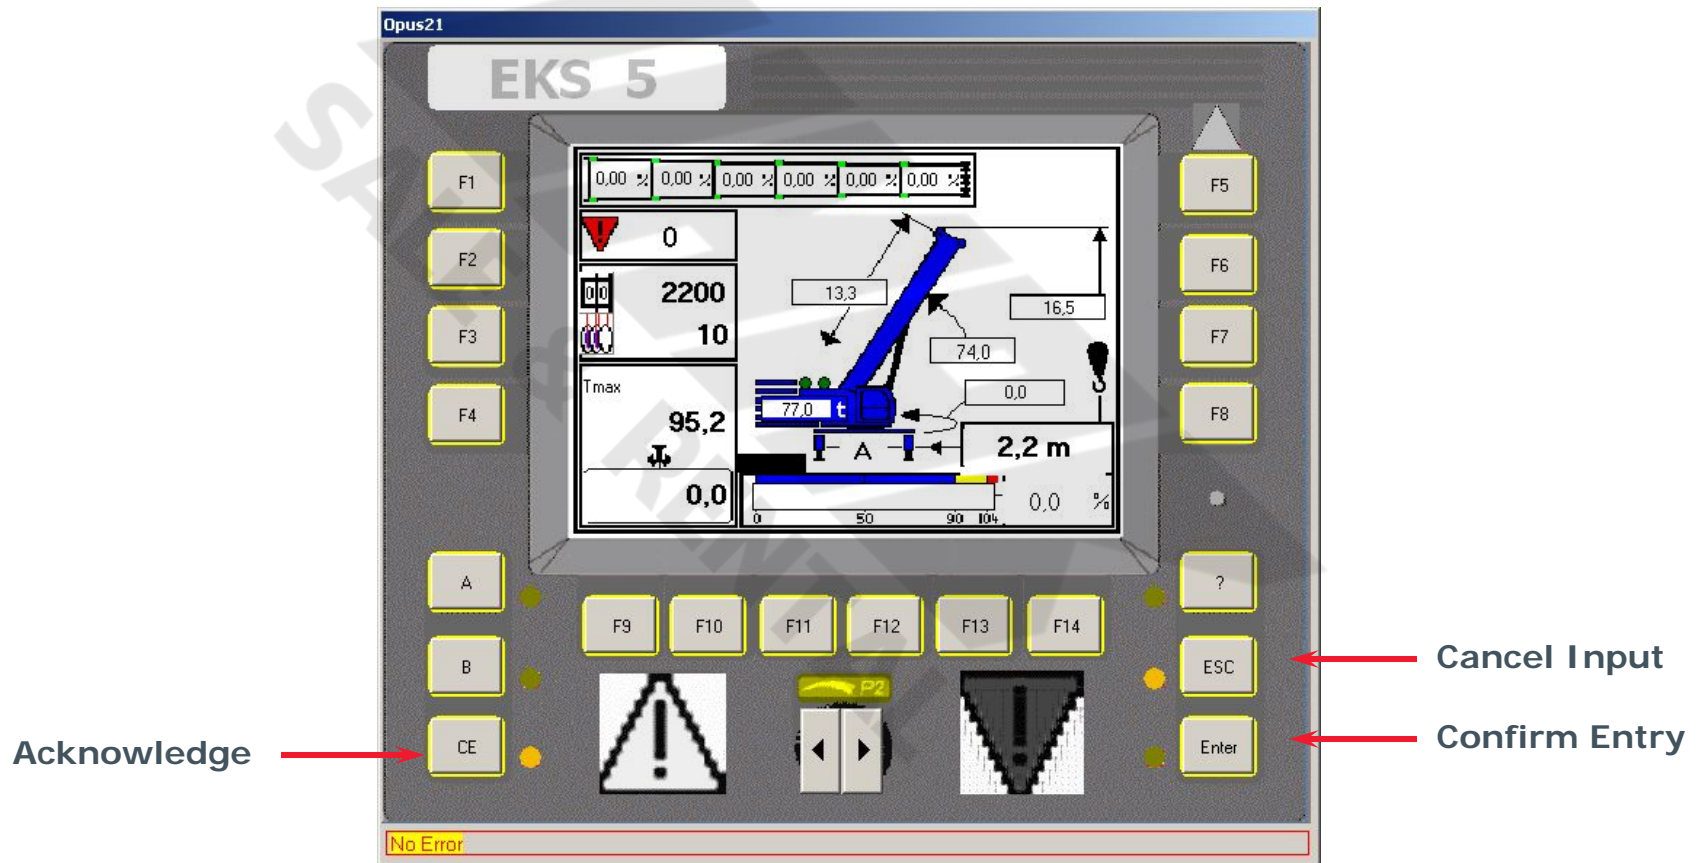 Opus21
EKS 5
F1
F2
F3
F4
F5
F6
F7
F8
0,00 % 0,00 % 0,00 % 0,00 % 0,00 % 0,00 %
0
00 2200
10
Tmax
95,2
0,0
13,3
16,5
74,0
0,0
77,0 t
A
2,2 m
0 50 90 104
0,0 %
A
B
CE
F9 F10 F11 F12 F13 F14
P2
?
ESC
Enter
Acknowledge
Cancel Input
Confirm Entry
No Error
SALE & RENTAL